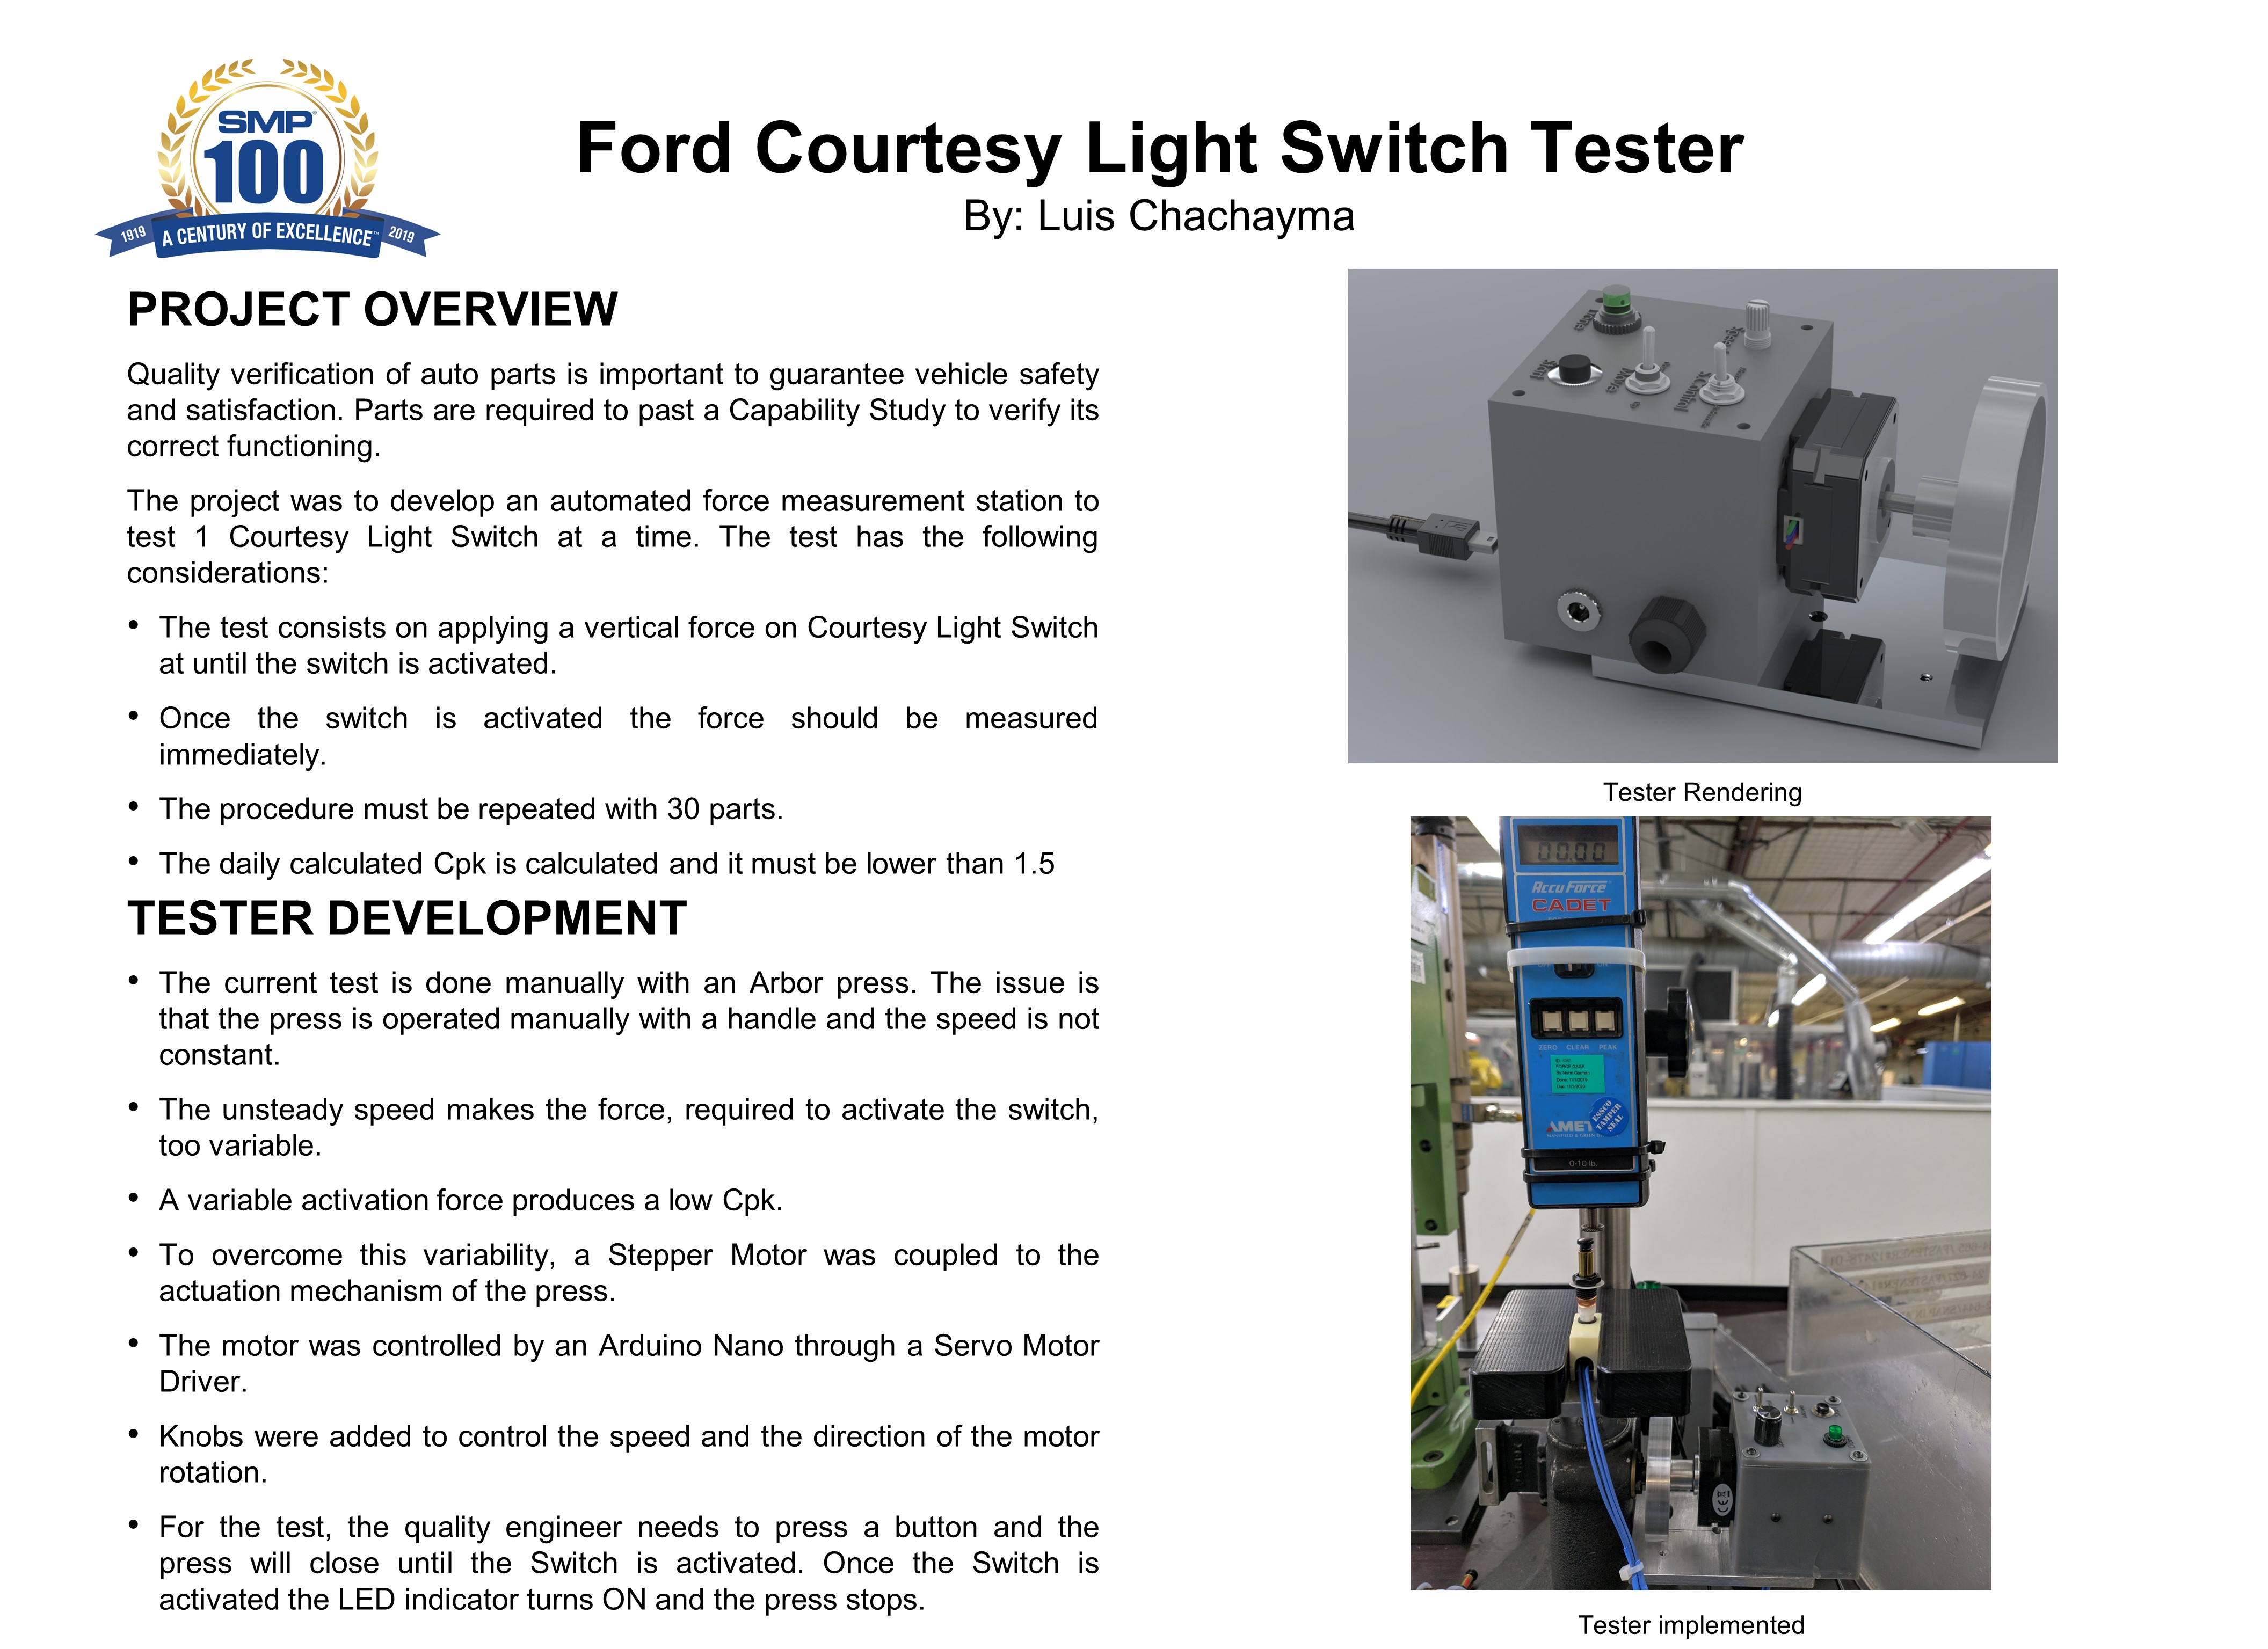 SMP
100
1919 A CENTURY OF EXCELLENCE™ 2019
Ford Courtesy Light Switch Tester
By: Luis Chachayma
PROJECT OVERVIEW
Quality verification of auto parts is important to guarantee vehicle safety
and satisfaction. Parts are required to past a Capability Study to verify its
correct functioning.
The project was to develop an automated force measurement station to
test 1 Courtesy Light Switch at a time. The test has the following
considerations:
• The test consists on applying a vertical force on Courtesy Light Switch
at until the switch is activated.
• Once the switch is activated the force should be measured
immediately.
• The procedure must be repeated with 30 parts.
• The daily calculated Cpk is calculated and it must be lower than 1.5
TESTER DEVELOPMENT
• The current test is done manually with an Arbor press. The issue is
that the press is operated manually with a handle and the speed is not
constant.
• The unsteady speed makes the force, required to activate the switch,
too variable.
• A variable activation force produces a low Cpk.
• To overcome this variability, a Stepper Motor was coupled to the
actuation mechanism of the press.
• The motor was controlled by an Arduino Nano through a Servo Motor
Driver.
• Knobs were added to control the speed and the direction of the motor
rotation.
• For the test, the quality engineer needs to press a button and the
press will close until the Switch is activated. Once the Switch is
activated the LED indicator turns ON and the press stops.
Tester Rendering
00.00
AccuForce
CADET
ZERO CLEAR PEAK
FORCE GAGE
ESSCO
TAMPER
SEAL
AMET
0-10 lb.
CE
Tester implemented